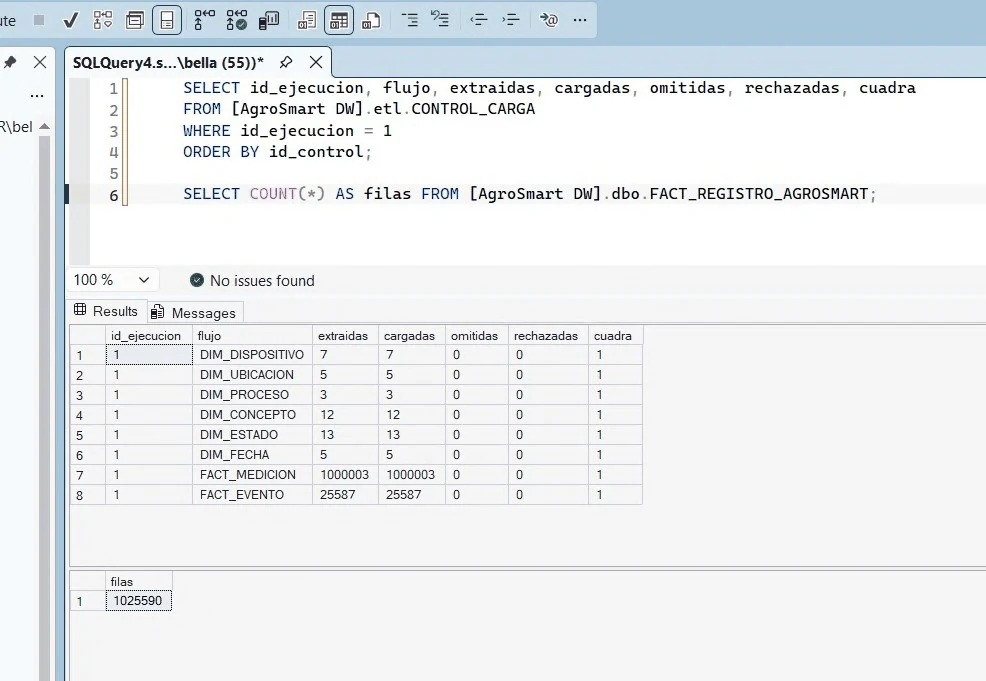 ute
SQLQuery4.s...\bella (55))*
R\bel
1 SELECT id_ejecucion, flujo, extraidas, cargadas, omitidas, rechazadas, cuadra
2 FROM [AgroSmart DW].etl.CONTROL_CARGA
3 WHERE id_ejecucion = 1
4 ORDER BY id_control;
5
6 SELECT COUNT(*) AS filas FROM [AgroSmart DW].dbo.FACT_REGISTRO_AGROSMART;
100 % No issues found
Results Messages
id_ejecucion flujo extraidas cargadas omitidas rechazadas cuadra
1 1 DIM_DISPOSITIVO 7 7 0 0 1
2 1 DIM_UBICACION 5 5 0 0 1
3 1 DIM_PROCESO 3 3 0 0 1
4 1 DIM_CONCEPTO 12 12 0 0 1
5 1 DIM_ESTADO 13 13 0 0 1
6 1 DIM_FECHA 5 5 0 0 1
7 1 FACT_MEDICION 1000003 1000003 0 0 1
8 1 FACT_EVENTO 25587 25587 0 0 1
filas
1 1025590